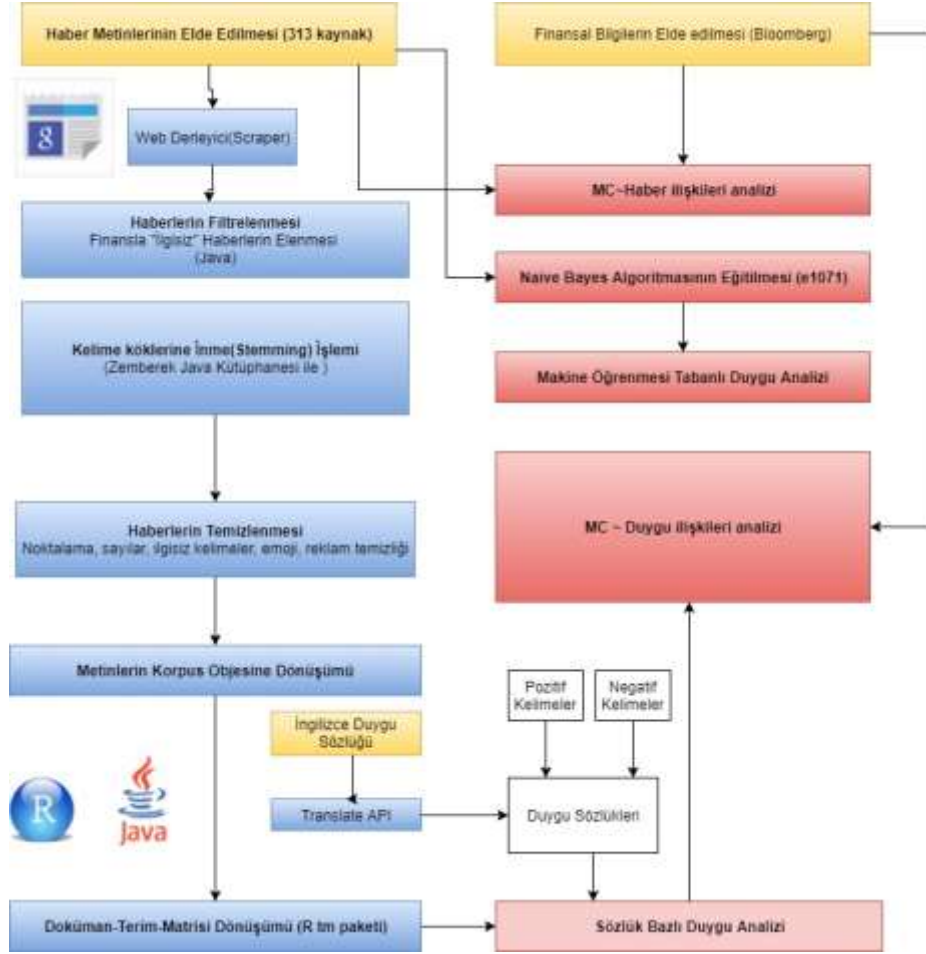 Haber Metinlerinin Elde Edilmesi (313 kaynak)
Finansal Bilgilerin Elde edilmesi (Bloomberg)
8
Web Derleyici(Scraper)
MC~Haber ilişkileri analizi
Haberlerin Filtrelenmesi
Finansla "ilgisiz" Haberlerin Elenmesi
(Java)
Naive Bayes Algoritmasının Eğitilmesi (e1071)
Kelime köklerine İnme(Stemming) İşlemi
(Zemberek Java Kütüphanesi ile )
Makine Öğrenmesi Tabanlı Duygu Analizi
Haberlerin Temizlenmesi
Noktalama, sayılar, ilgisiz kelimeler, emoji, reklam temizliği
MC ~ Duygu ilişkileri analizi
Metinlerin Korpus Objesine Dönüşümü
Pozitif
Kelimeler
Negatif
Kelimeler
İngilizce Duygu
Sözlüğü
R
Java
Translate API
Duygu Sözlükleri
Doküman-Terim-Matrisi Dönüşümü (R tm paketi)
Sözlük Bazlı Duygu Analizi